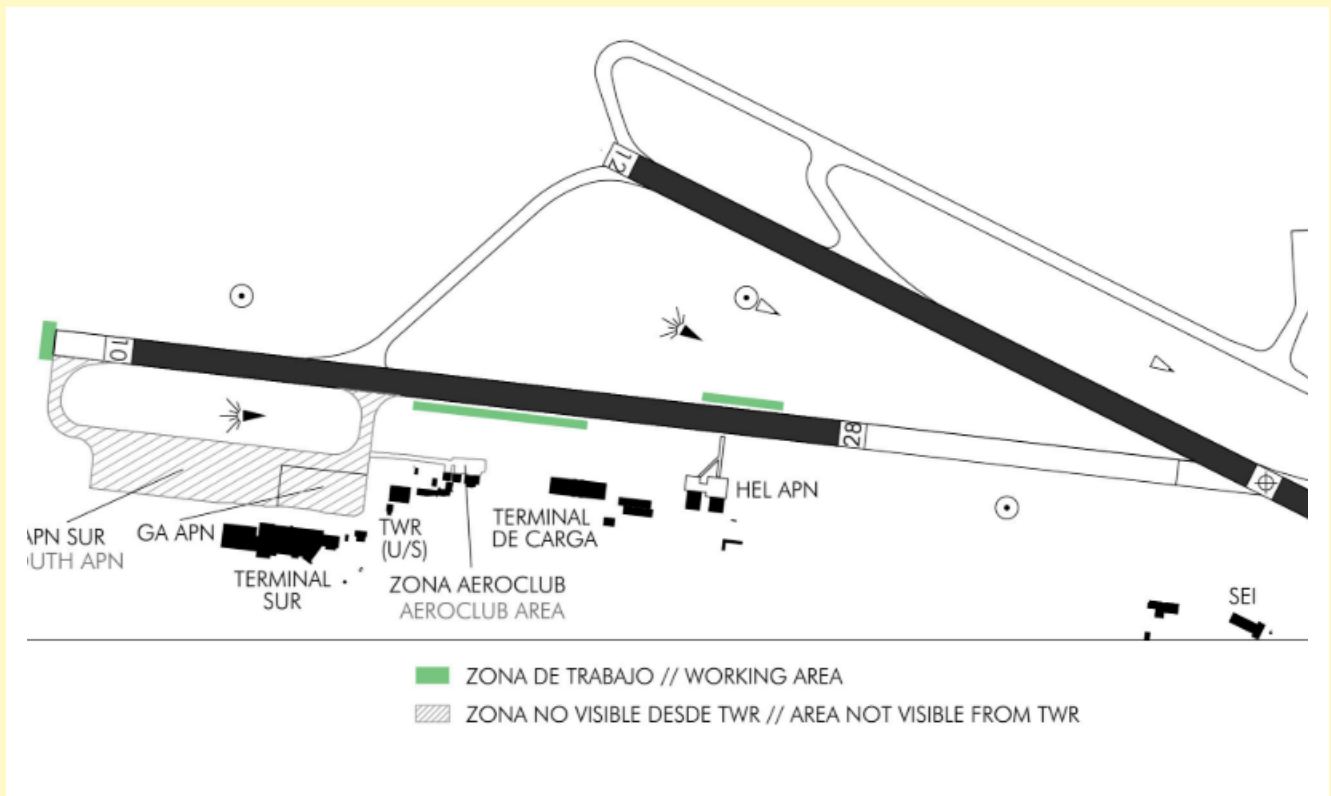 12
10
28
HEL APN
APN SUR
GA APN
UTH APN
TERMINAL
SUR
TWR
(U/S)
ZONA AEROCLUB
AEROCLUB AREA
TERMINAL
DE CARGA
SEI
ZONA DE TRABAJO // WORKING AREA
ZONA NO VISIBLE DESDE TWR // AREA NOT VISIBLE FROM TWR